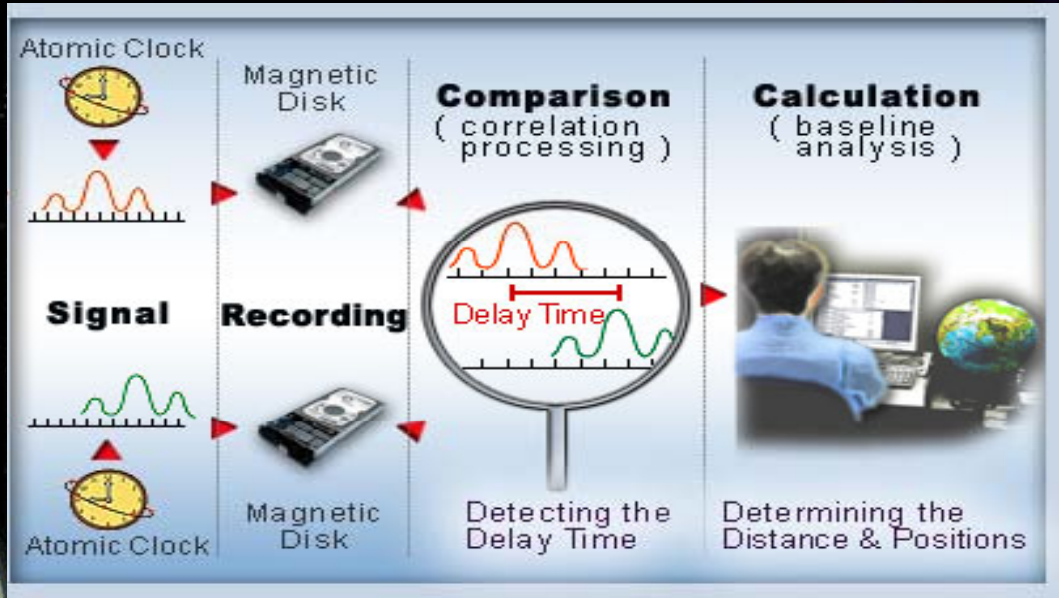 Atomic Clock
Magnetic
Disk
Comparison
( correlation
processing )
Calculation
( baseline
analysis )
Signal
Recording
Delay Time
Magnetic
Disk
Atomic Clock
Detecting the
Delay Time
Determining the
Distance & Positions